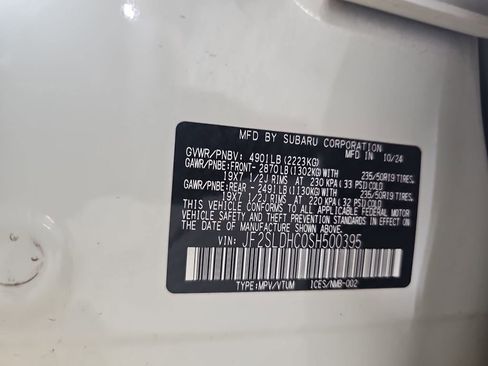 MFD. BY SUBARU CORPORATION
GVWR/PNBV: 4901LB(2223KG) MFD. IN 10/24
GAWR/PNBE:FRONT- 2870LB(1302KG)WITH 235/50R19 TIRES,
19X7 1/2J RIMS AT 230 KPA(33 PSI)COLD
GAWR/PNBE:REAR - 2491LB(1130KG)WITH 235/50R19 TIRES,
19X7 1/2J RIMS AT 220 KPA(32 PSI)COLD
THIS VEHICLE CONFORMS TO ALL APPLICABLE FEDERAL MOTOR
VEHICLE SAFETY, BUMPER, AND THEFT PREVENTION
STANDARDS IN EFFECT ON THE DATE OF MANUFACTURE SHOWN ABOVE.
VIN: JF2SLDHC0SH500395
TYPE:MPV/VTUM ICES/NMB-002